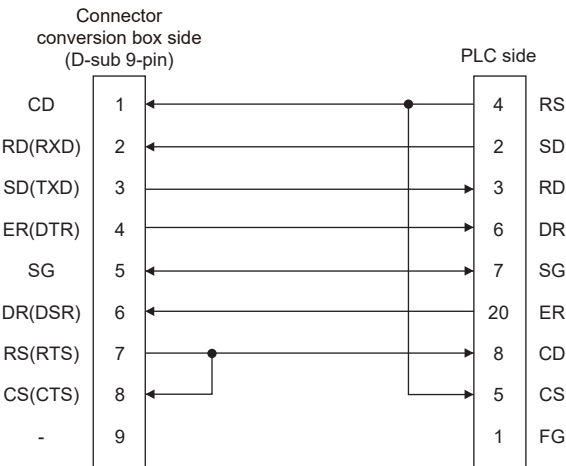 Connector
conversion box side
(D-sub 9-pin)
PLC side
CD 1 4 RS
RD(RXD) 2 2 SD
SD(TXD) 3 3 RD
ER(DTR) 4 6 DR
SG 5 7 SG
DR(DSR) 6 20 ER
RS(RTS) 7 8 CD
CS(CTS) 8 5 CS
- 9 1 FG